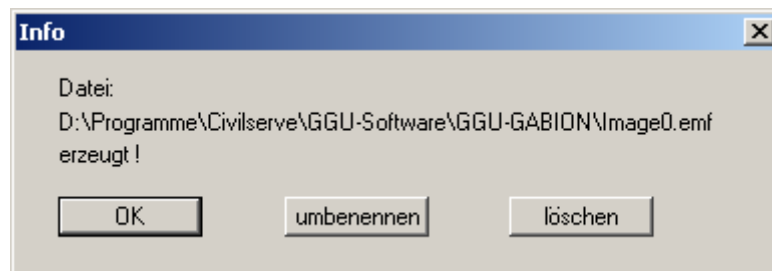 Info
Datei:
D:\Programme\Civilserve\GGU-Software\GGU-GABION\Image0.emf
erzeugt !
OK umbenennen löschen